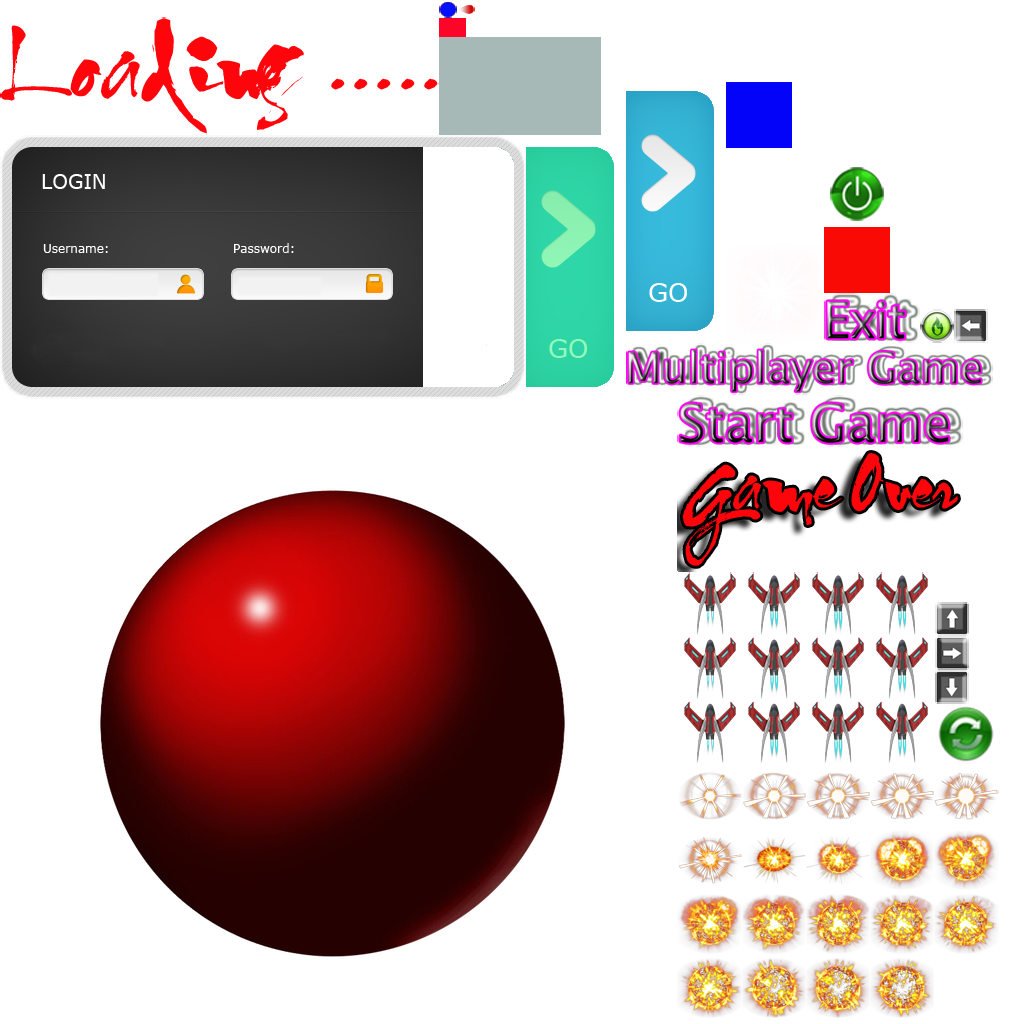 Loading ......
LOGIN
Username:
Password:
GO
GO
Exit
Multiplayer Game
Start Game
Game Over